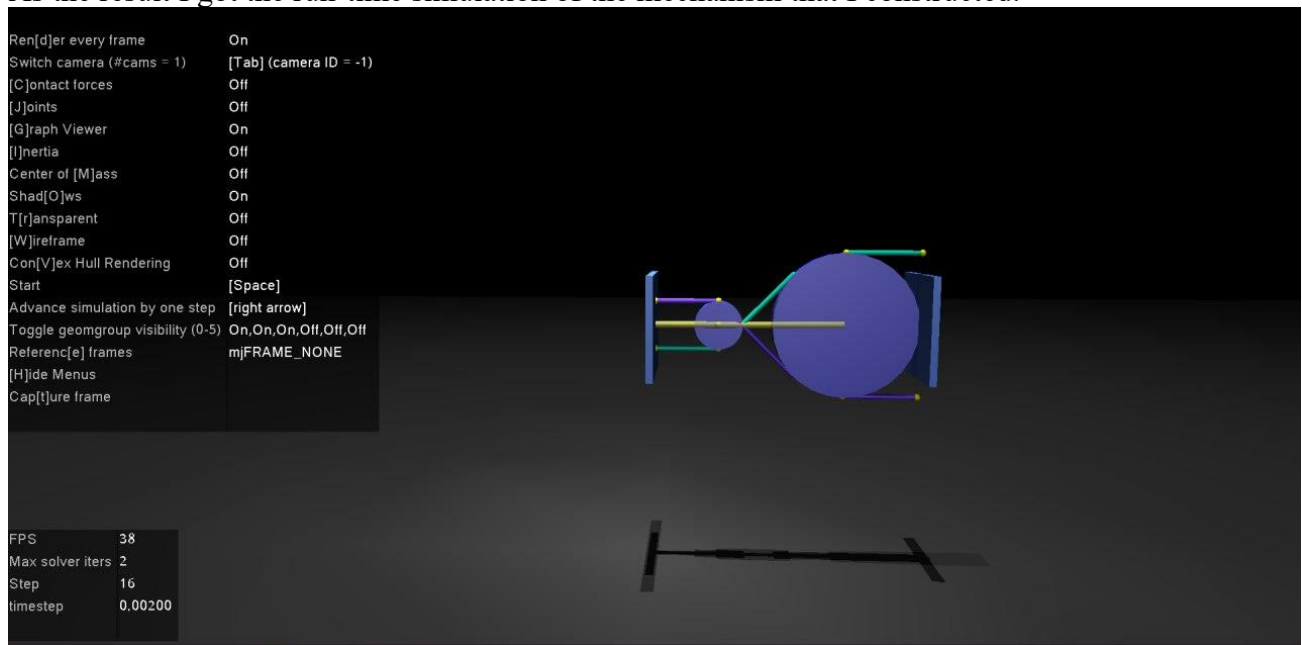 Ren[d]er every frame On
Switch camera (#cams = 1) [Tab] (camera ID = -1)
[C]ontact forces Off
[J]oints Off
[G]raph Viewer On
[I]nertia Off
Center of [M]ass Off
Shad[O]ws On
T[r]ansparent Off
[W]ireframe Off
Con[V]ex Hull Rendering Off
Start [Space]
Advance simulation by one step [right arrow]
Toggle geomgroup visibility (0-5) On,On,On,Off,Off,Off
Referenc[e] frames mjFRAME_NONE
[H]ide Menus
Cap[t]ure frame
FPS 38
Max solver iters 2
Step 16
timestep 0,00200